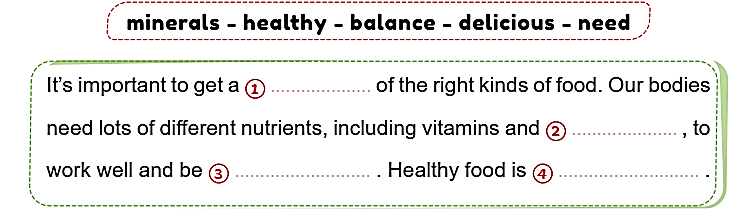 minerals - healthy - balance - delicious - need
It's important to get a ① .................... of the right kinds of food. Our bodies
need lots of different nutrients, including vitamins and ② ..................... , to
work well and be ③ ........................... . Healthy food is ④ ............................ .